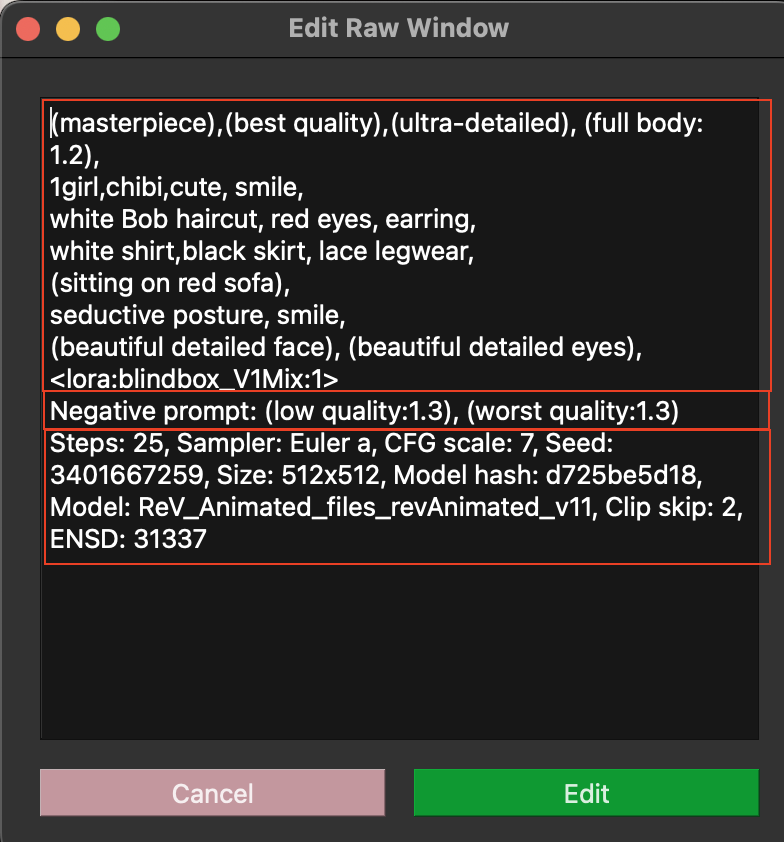 Edit Raw Window
(masterpiece),(best quality),(ultra-detailed), (full body:
1.2),
1girl,chibi,cute, smile,
white Bob haircut, red eyes, earring,
white shirt,black skirt, lace legwear,
(sitting on red sofa),
seductive posture, smile,
(beautiful detailed face), (beautiful detailed eyes),
<lora:blindbox_V1Mix:1>
Negative prompt: (low quality:1.3), (worst quality:1.3)
Steps: 25, Sampler: Euler a, CFG scale: 7, Seed:
3401667259, Size: 512x512, Model hash: d725be5d18,
Model: ReV_Animated_files_revAnimated_v11, Clip skip: 2,
ENSD: 31337
Cancel
Edit